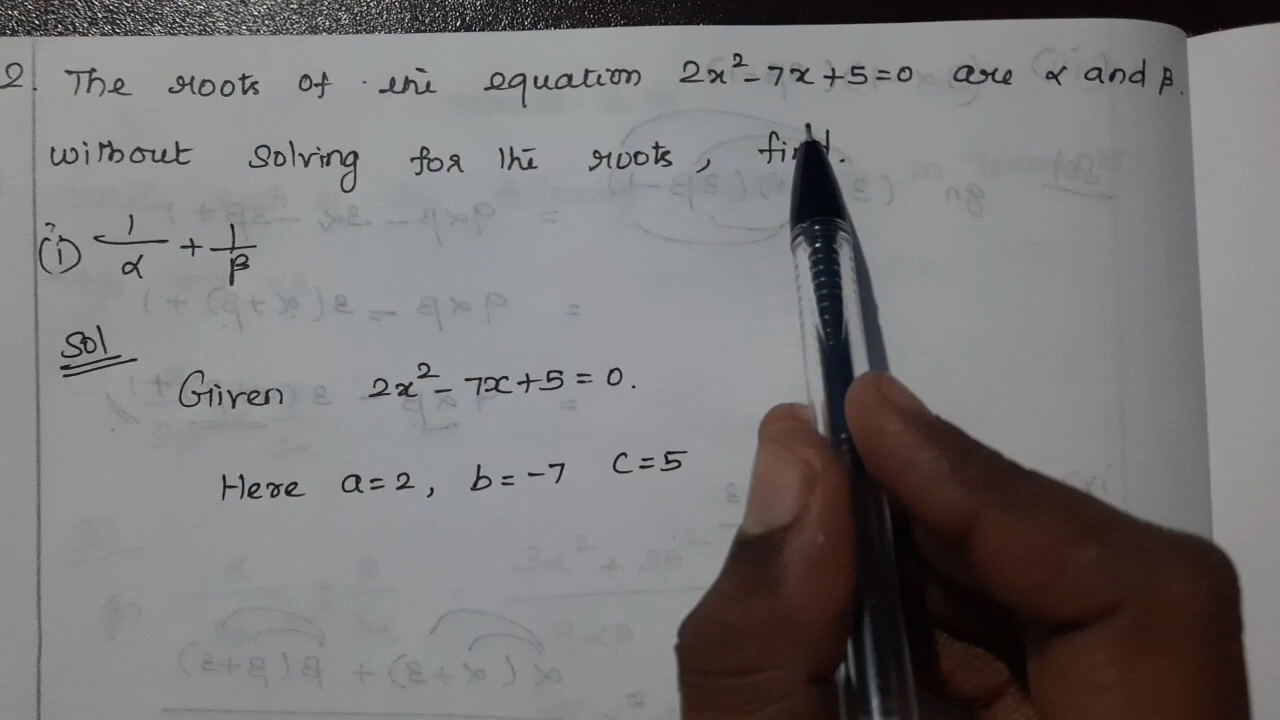 2. The roots of the equation 2x²-7x+5=0 are α and β.
without solving for the roots, find.
(i) 1/α + 1/β
Sol
Given 2x²-7x+5=0.
Here a=2, b=-7 c=5